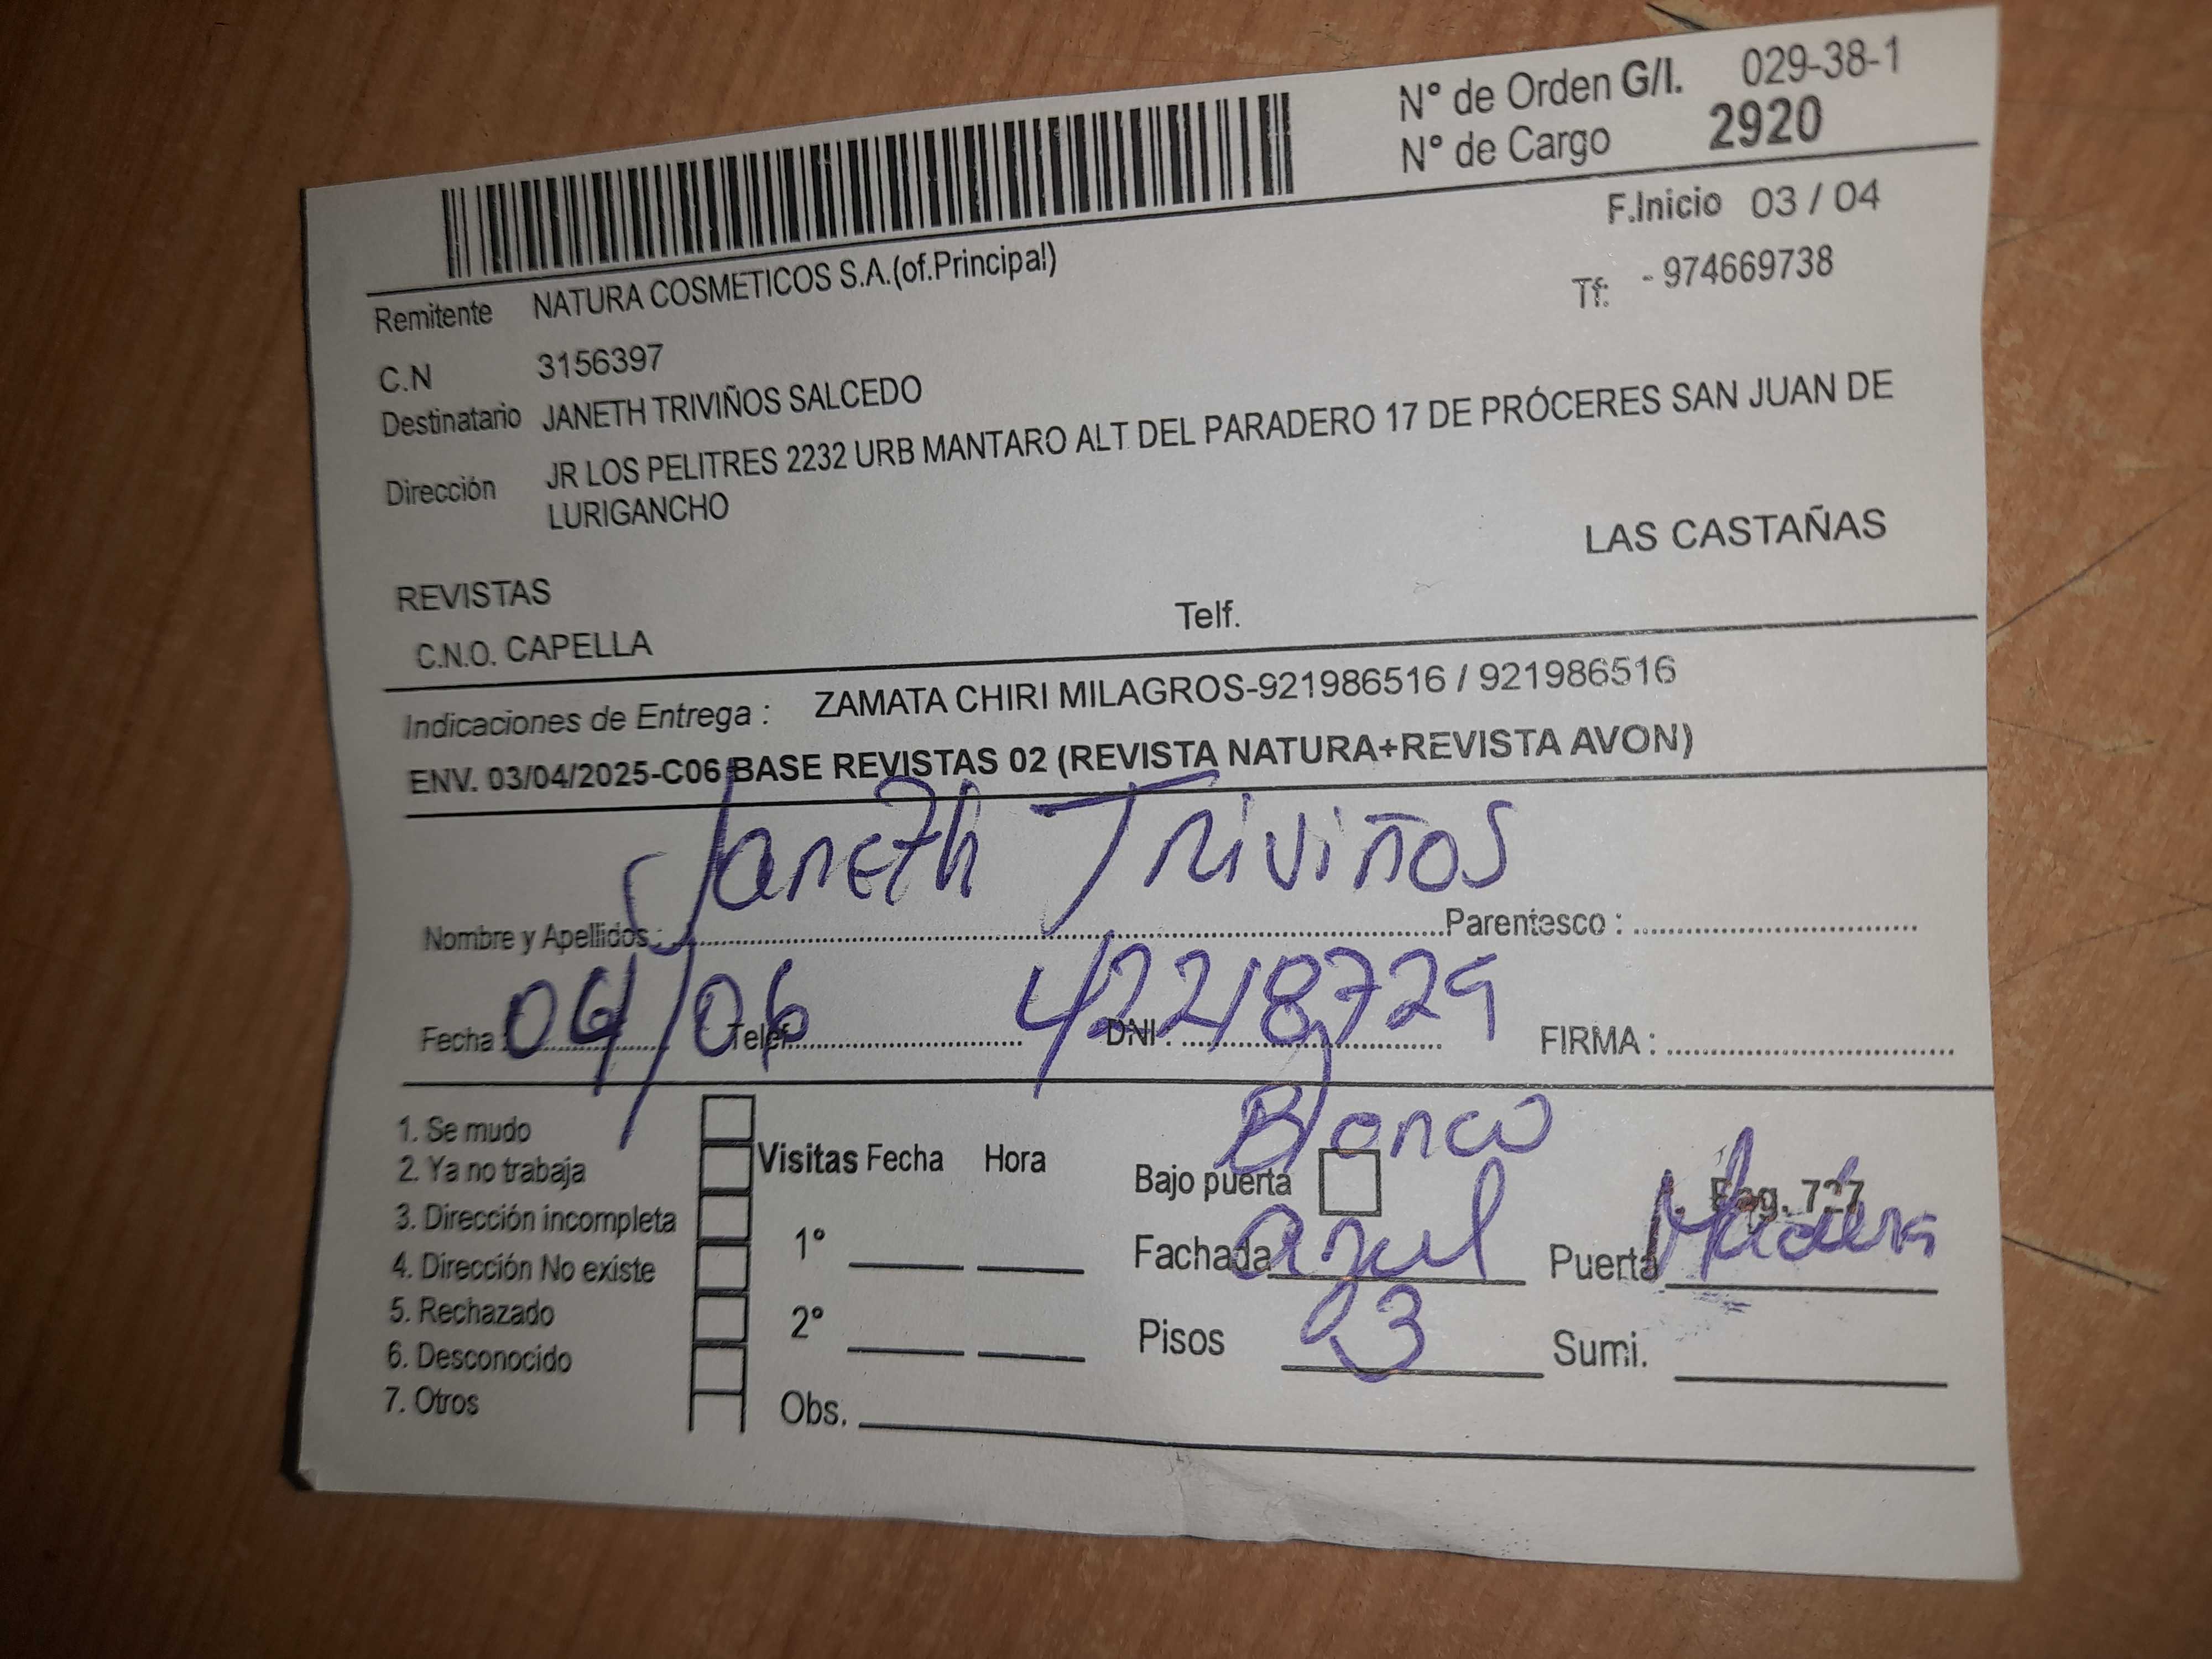 N° de Orden G/I. 029-38-1
N° de Cargo 2920
F.Inicio 03 / 04
Remitente NATURA COSMETICOS S.A.(of.Principal)
Tf: - 974669738
C.N 3156397
Destinatario JANETH TRIVIÑOS SALCEDO
Dirección JR LOS PELITRES 2232 URB MANTARO ALT DEL PARADERO 17 DE PRÓCERES SAN JUAN DE
LURIGANCHO
LAS CASTAÑAS
REVISTAS
C.N.O. CAPELLA Telf.
Indicaciones de Entrega : ZAMATA CHIRI MILAGROS-921986516 / 921986516
ENV. 03/04/2025-C06 BASE REVISTAS 02 (REVISTA NATURA+REVISTA AVON)
Janeth Triviños
Nombre y Apellidos : Parentesco :
Fecha : 04/06 Telef. DNI : 42218729 FIRMA :
1. Se mudo
2. Ya no trabaja
3. Dirección incompleta
4. Dirección No existe
5. Rechazado
6. Desconocido
7. Otros
Visitas Fecha Hora
1°
2°
Obs.
Blanco
Bajo puerta Pag. 727
Fachada azul Puerta Madera
Pisos 3 Sumi.